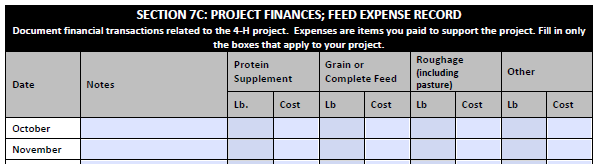 SECTION 7C: PROJECT FINANCES; FEED EXPENSE RECORD
Document financial transactions related to the 4-H project.  Expenses are items you paid to support the project. Fill in only
the boxes that apply to your project.
Date Notes Protein Supplement Grain or Complete Feed Roughage (including pasture) Other
Lb. Cost Lb Cost Lb Cost Lb Cost
October
November